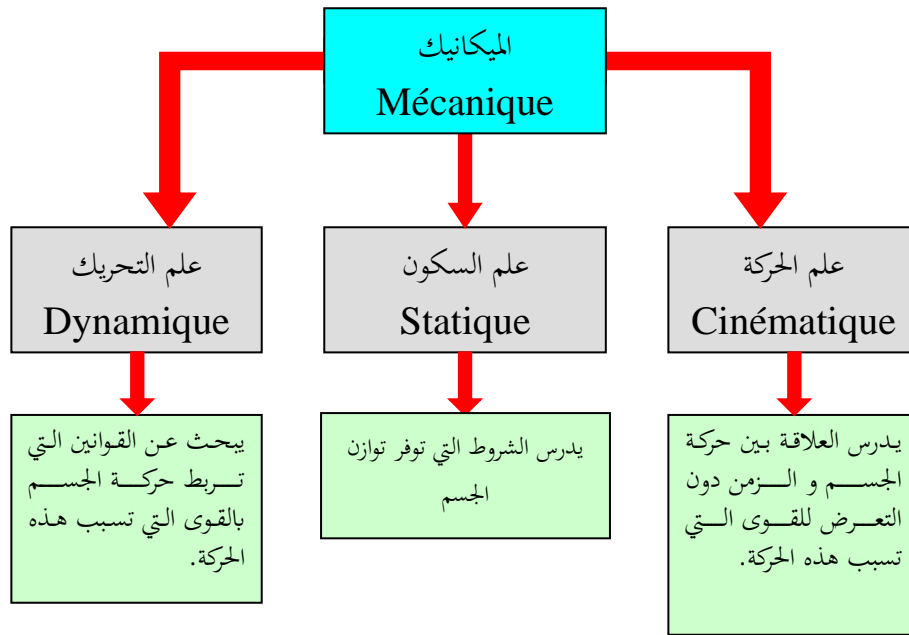 الميكانيك
Mécanique
علم الحركة
Cinématique
علم السكون
Statique
علم التحريك
Dynamique
يدرس العلاقة بين حركة
الجسم و الزمن دون
التعرض للقوى التي
تسبب هذه الحركة.
يدرس الشروط التي توفر توازن
الجسم
يبحث عن القوانين التي
تربط حركة الجسم
بالقوى التي تسبب هذه
الحركة.